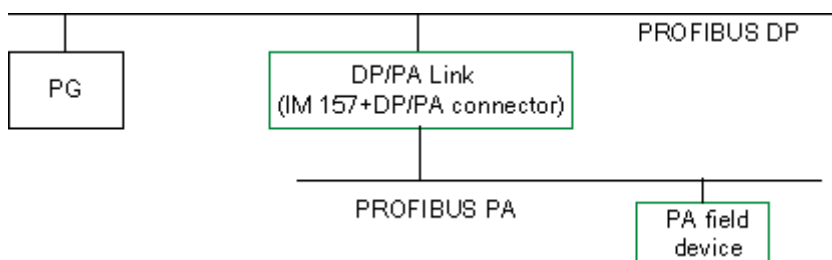 PROFIBUS DP
PG
DP/PA Link
(IM 157+DP/PA connector)
PROFIBUS PA
PA field
device